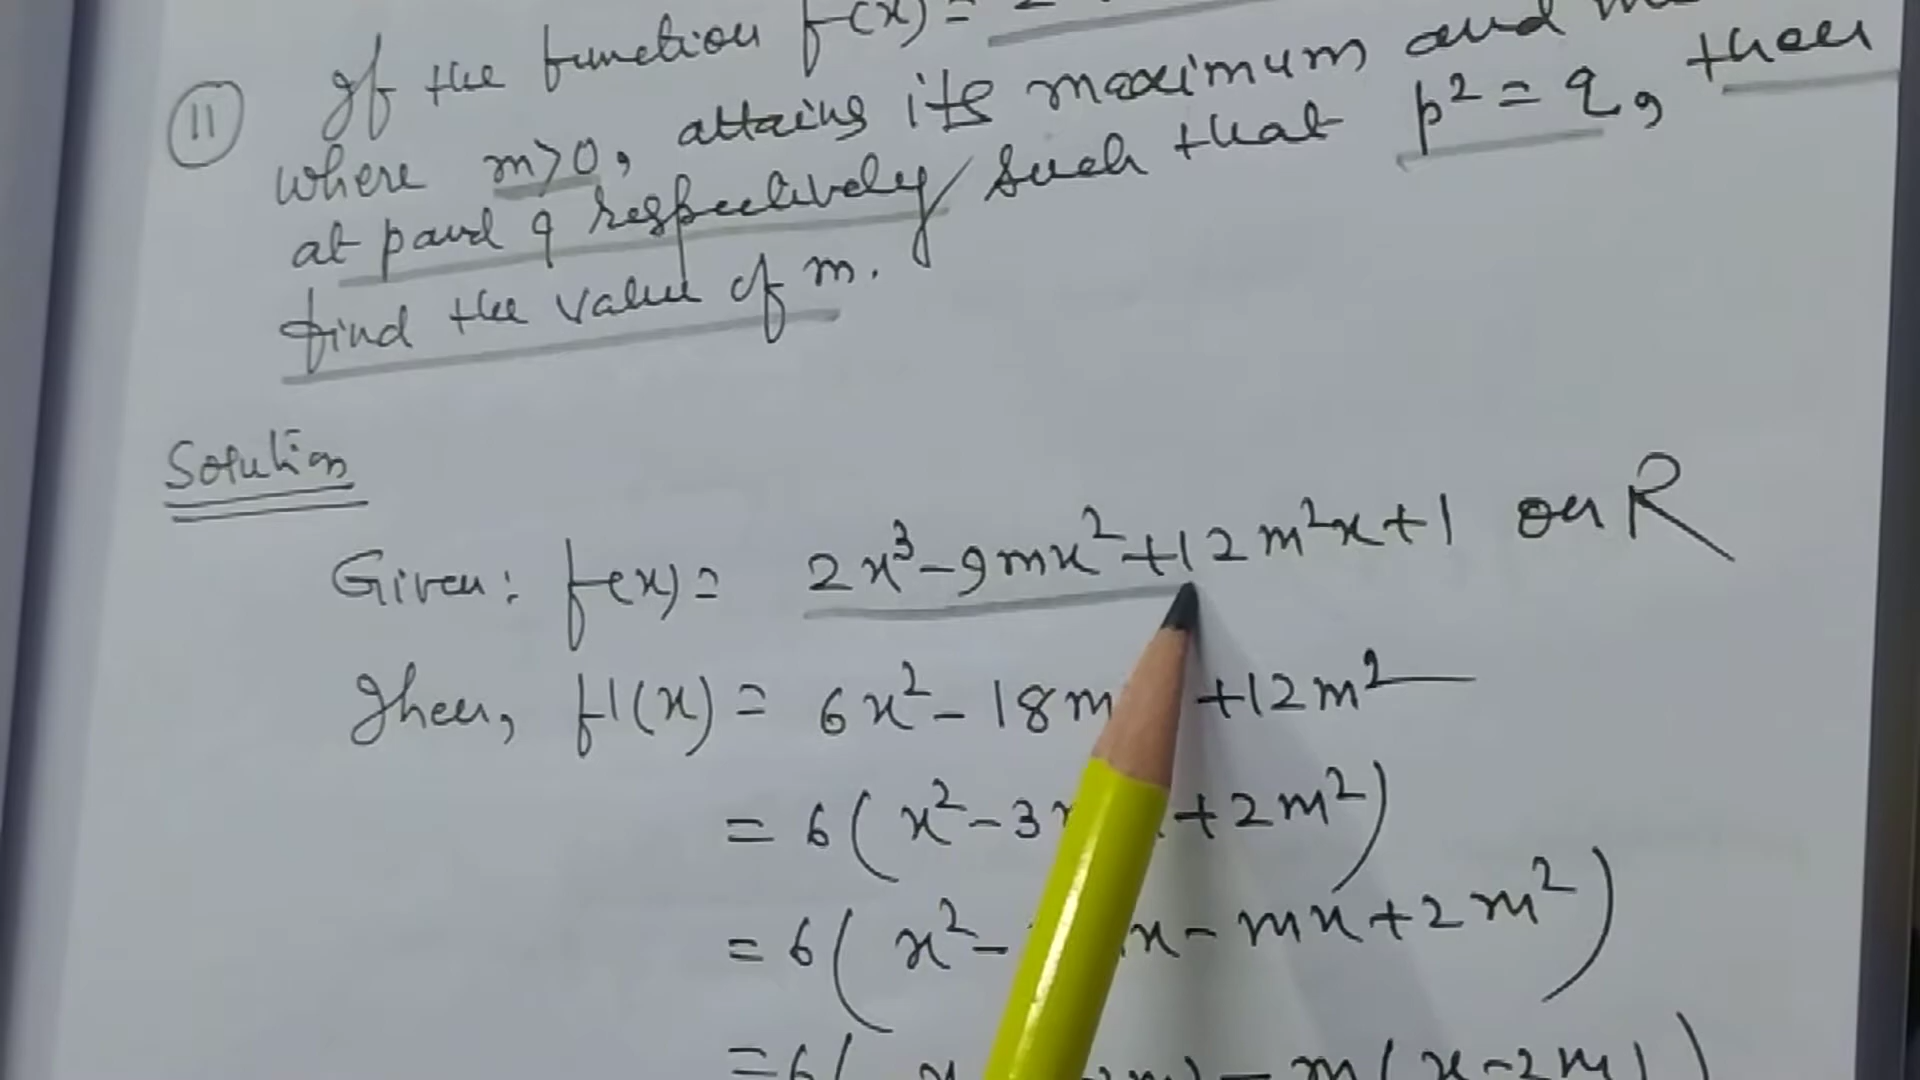 11 If the function f(x) =
where m>0, attains its maximum and
at p and q respectively such that p² = q, then
find the value of m.
Solution
Given: f(x) = 2x³-9mx²+12m²x+1 on R
Then, f'(x) = 6x²- 18m +12m²
= 6(x²-3 +2m²)
= 6(x²- x- mx+2m²)
=6( - m(x-2m))